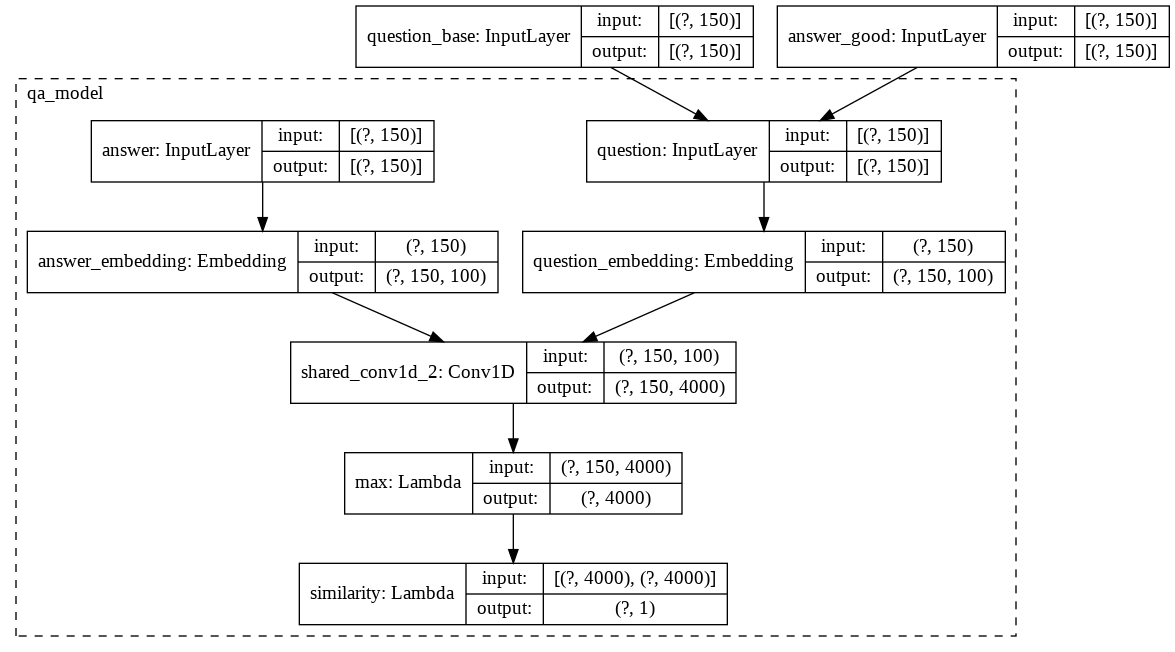 question_base: InputLayer
input:
[(?, 150)]
output:
[(?, 150)]
answer_good: InputLayer
input:
[(?, 150)]
output:
[(?, 150)]
qa_model
answer: InputLayer
input:
[(?, 150)]
output:
[(?, 150)]
question: InputLayer
input:
[(?, 150)]
output:
[(?, 150)]
answer_embedding: Embedding
input:
(?, 150)
output:
(?, 150, 100)
question_embedding: Embedding
input:
(?, 150)
output:
(?, 150, 100)
shared_conv1d_2: Conv1D
input:
(?, 150, 100)
output:
(?, 150, 4000)
max: Lambda
input:
(?, 150, 4000)
output:
(?, 4000)
similarity: Lambda
input:
[(?, 4000), (?, 4000)]
output:
(?, 1)